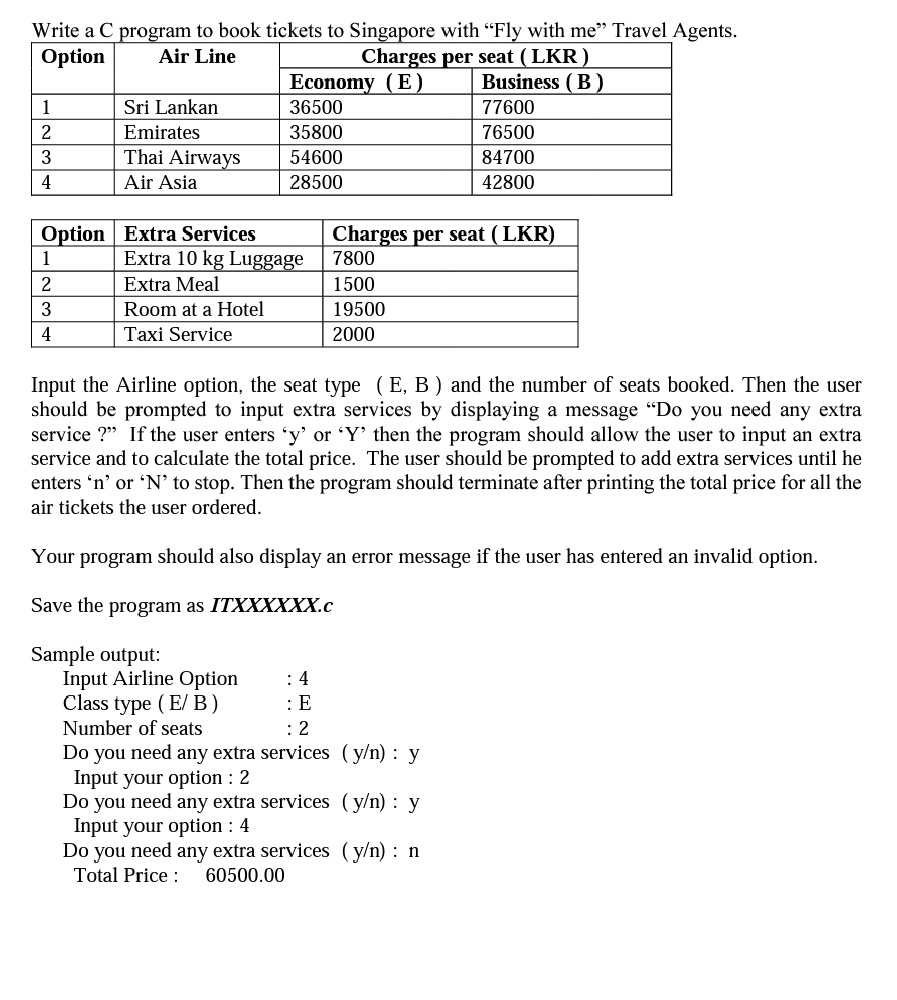 Write a C program to book tickets to Singapore with “Fly with me” Travel Agents.
Option Air Line Charges per seat ( LKR )
Economy ( E ) Business ( B )
1 Sri Lankan 36500 77600
2 Emirates 35800 76500
3 Thai Airways 54600 84700
4 Air Asia 28500 42800
Option Extra Services Charges per seat ( LKR)
1 Extra 10 kg Luggage 7800
2 Extra Meal 1500
3 Room at a Hotel 19500
4 Taxi Service 2000
Input the Airline option, the seat type ( E, B ) and the number of seats booked. Then the user
should be prompted to input extra services by displaying a message “Do you need any extra
service ?” If the user enters ‘y’ or ‘Y’ then the program should allow the user to input an extra
service and to calculate the total price. The user should be prompted to add extra services until he
enters ‘n’ or ‘N’ to stop. Then the program should terminate after printing the total price for all the
air tickets the user ordered.
Your program should also display an error message if the user has entered an invalid option.
Save the program as ITXXXXXX.c
Sample output:
Input Airline Option : 4
Class type ( E/ B ) : E
Number of seats : 2
Do you need any extra services ( y/n) : y
Input your option : 2
Do you need any extra services ( y/n) : y
Input your option : 4
Do you need any extra services ( y/n) : n
Total Price : 60500.00